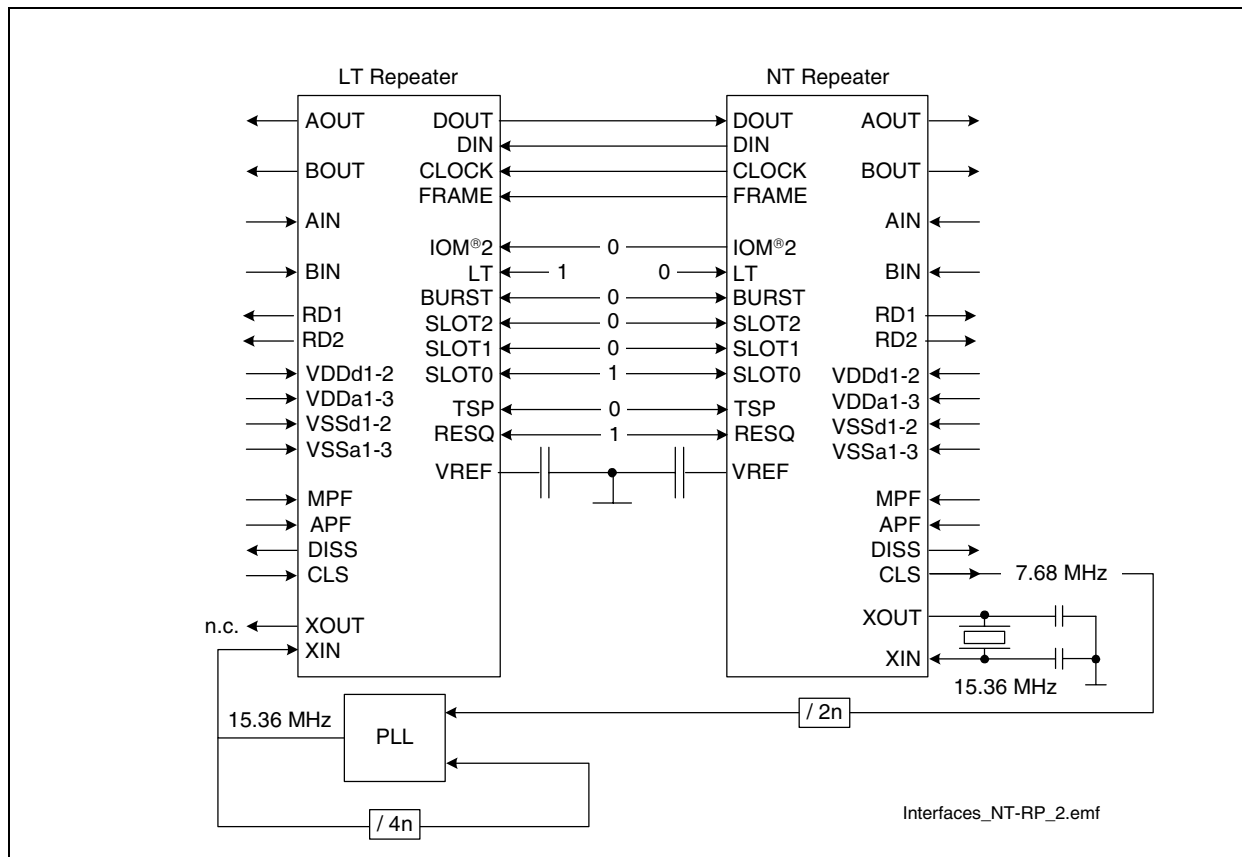 LT Repeater
NT Repeater
AOUT DOUT DOUT AOUT
DIN DIN
BOUT CLOCK CLOCK BOUT
FRAME FRAME
AIN AIN
IOM®2 0 IOM®2
BIN LT 1 0 LT BIN
BURST 0 BURST
RD1 SLOT2 0 SLOT2 RD1
RD2 SLOT1 0 SLOT1 RD2
VDDd1-2 SLOT0 1 SLOT0 VDDd1-2
VDDa1-3 TSP 0 TSP VDDa1-3
VSSd1-2 RESQ 1 RESQ VSSd1-2
VSSa1-3 VSSa1-3
VREF VREF
MPF MPF
APF APF
DISS DISS
CLS CLS 7.68 MHz
n.c. XOUT XOUT
XIN XIN
15.36 MHz
/ 2n
15.36 MHz PLL
/ 4n
Interfaces_NT-RP_2.emf